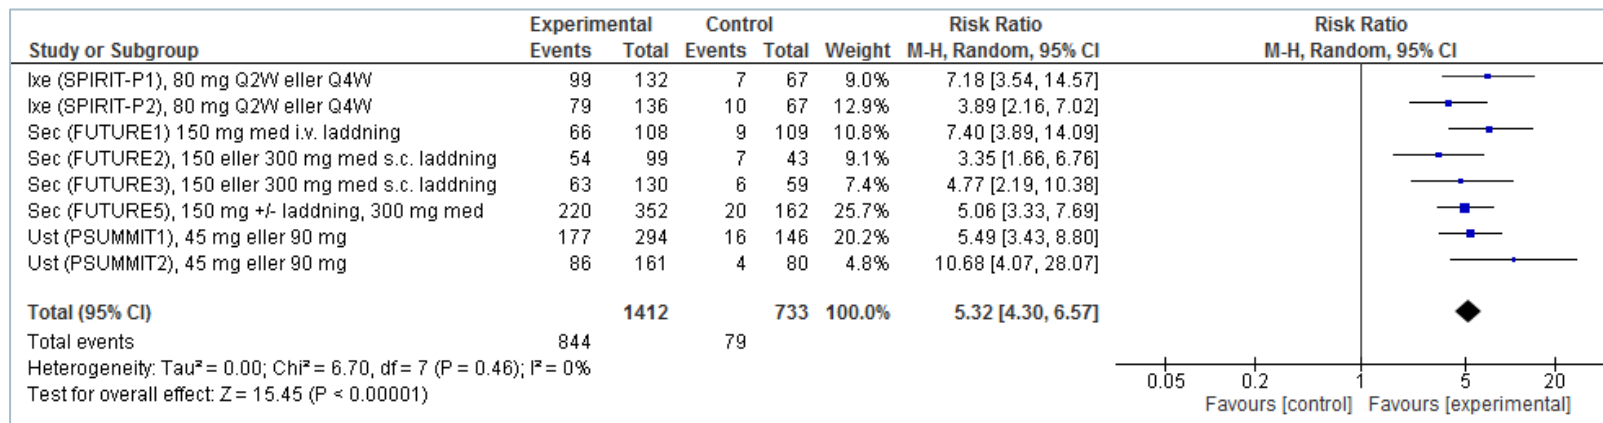 Experimental Control Risk Ratio Risk Ratio
Study or Subgroup Events Total Events Total Weight M-H, Random, 95% CI M-H, Random, 95% CI
Ixe (SPIRIT-P1), 80 mg Q2W eller Q4W 99 132 7 67 9.0% 7.18 [3.54, 14.57]
Ixe (SPIRIT-P2), 80 mg Q2W eller Q4W 79 136 10 67 12.9% 3.89 [2.16, 7.02]
Sec (FUTURE1) 150 mg med i.v. laddning 66 108 9 109 10.8% 7.40 [3.89, 14.09]
Sec (FUTURE2), 150 eller 300 mg med s.c. laddning 54 99 7 43 9.1% 3.35 [1.66, 6.76]
Sec (FUTURE3), 150 eller 300 mg med s.c. laddning 63 130 6 59 7.4% 4.77 [2.19, 10.38]
Sec (FUTURE5), 150 mg +/- laddning, 300 mg med 220 352 20 162 25.7% 5.06 [3.33, 7.69]
Ust (PSUMMIT1), 45 mg eller 90 mg 177 294 16 146 20.2% 5.49 [3.43, 8.80]
Ust (PSUMMIT2), 45 mg eller 90 mg 86 161 4 80 4.8% 10.68 [4.07, 28.07]
Total (95% CI) 1412 733 100.0% 5.32 [4.30, 6.57]
Total events 844 79
Heterogeneity: Tau² = 0.00; Chi² = 6.70, df = 7 (P = 0.46); I² = 0%
Test for overall effect: Z = 15.45 (P < 0.00001)
0.05 0.2 1 5 20
Favours [control] Favours [experimental]